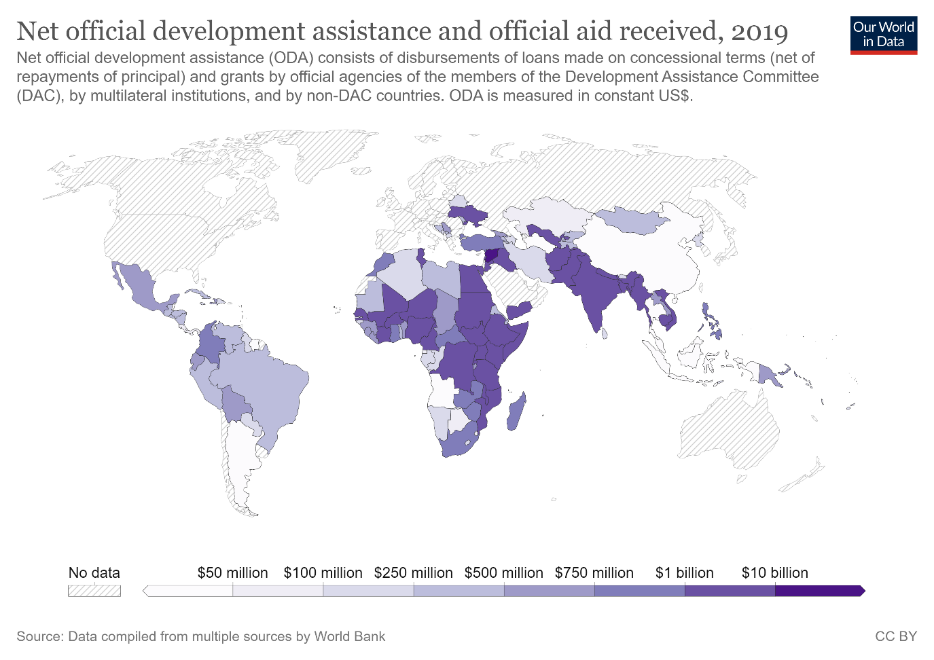 Net official development assistance and official aid received, 2019
Our World
in Data
Net official development assistance (ODA) consists of disbursements of loans made on concessional terms (net of
repayments of principal) and grants by official agencies of the members of the Development Assistance Committee
(DAC), by multilateral institutions, and by non-DAC countries. ODA is measured in constant US$.
No data
$50 million
$100 million
$250 million
$500 million
$750 million
$1 billion
$10 billion
Source: Data compiled from multiple sources by World Bank
CC BY